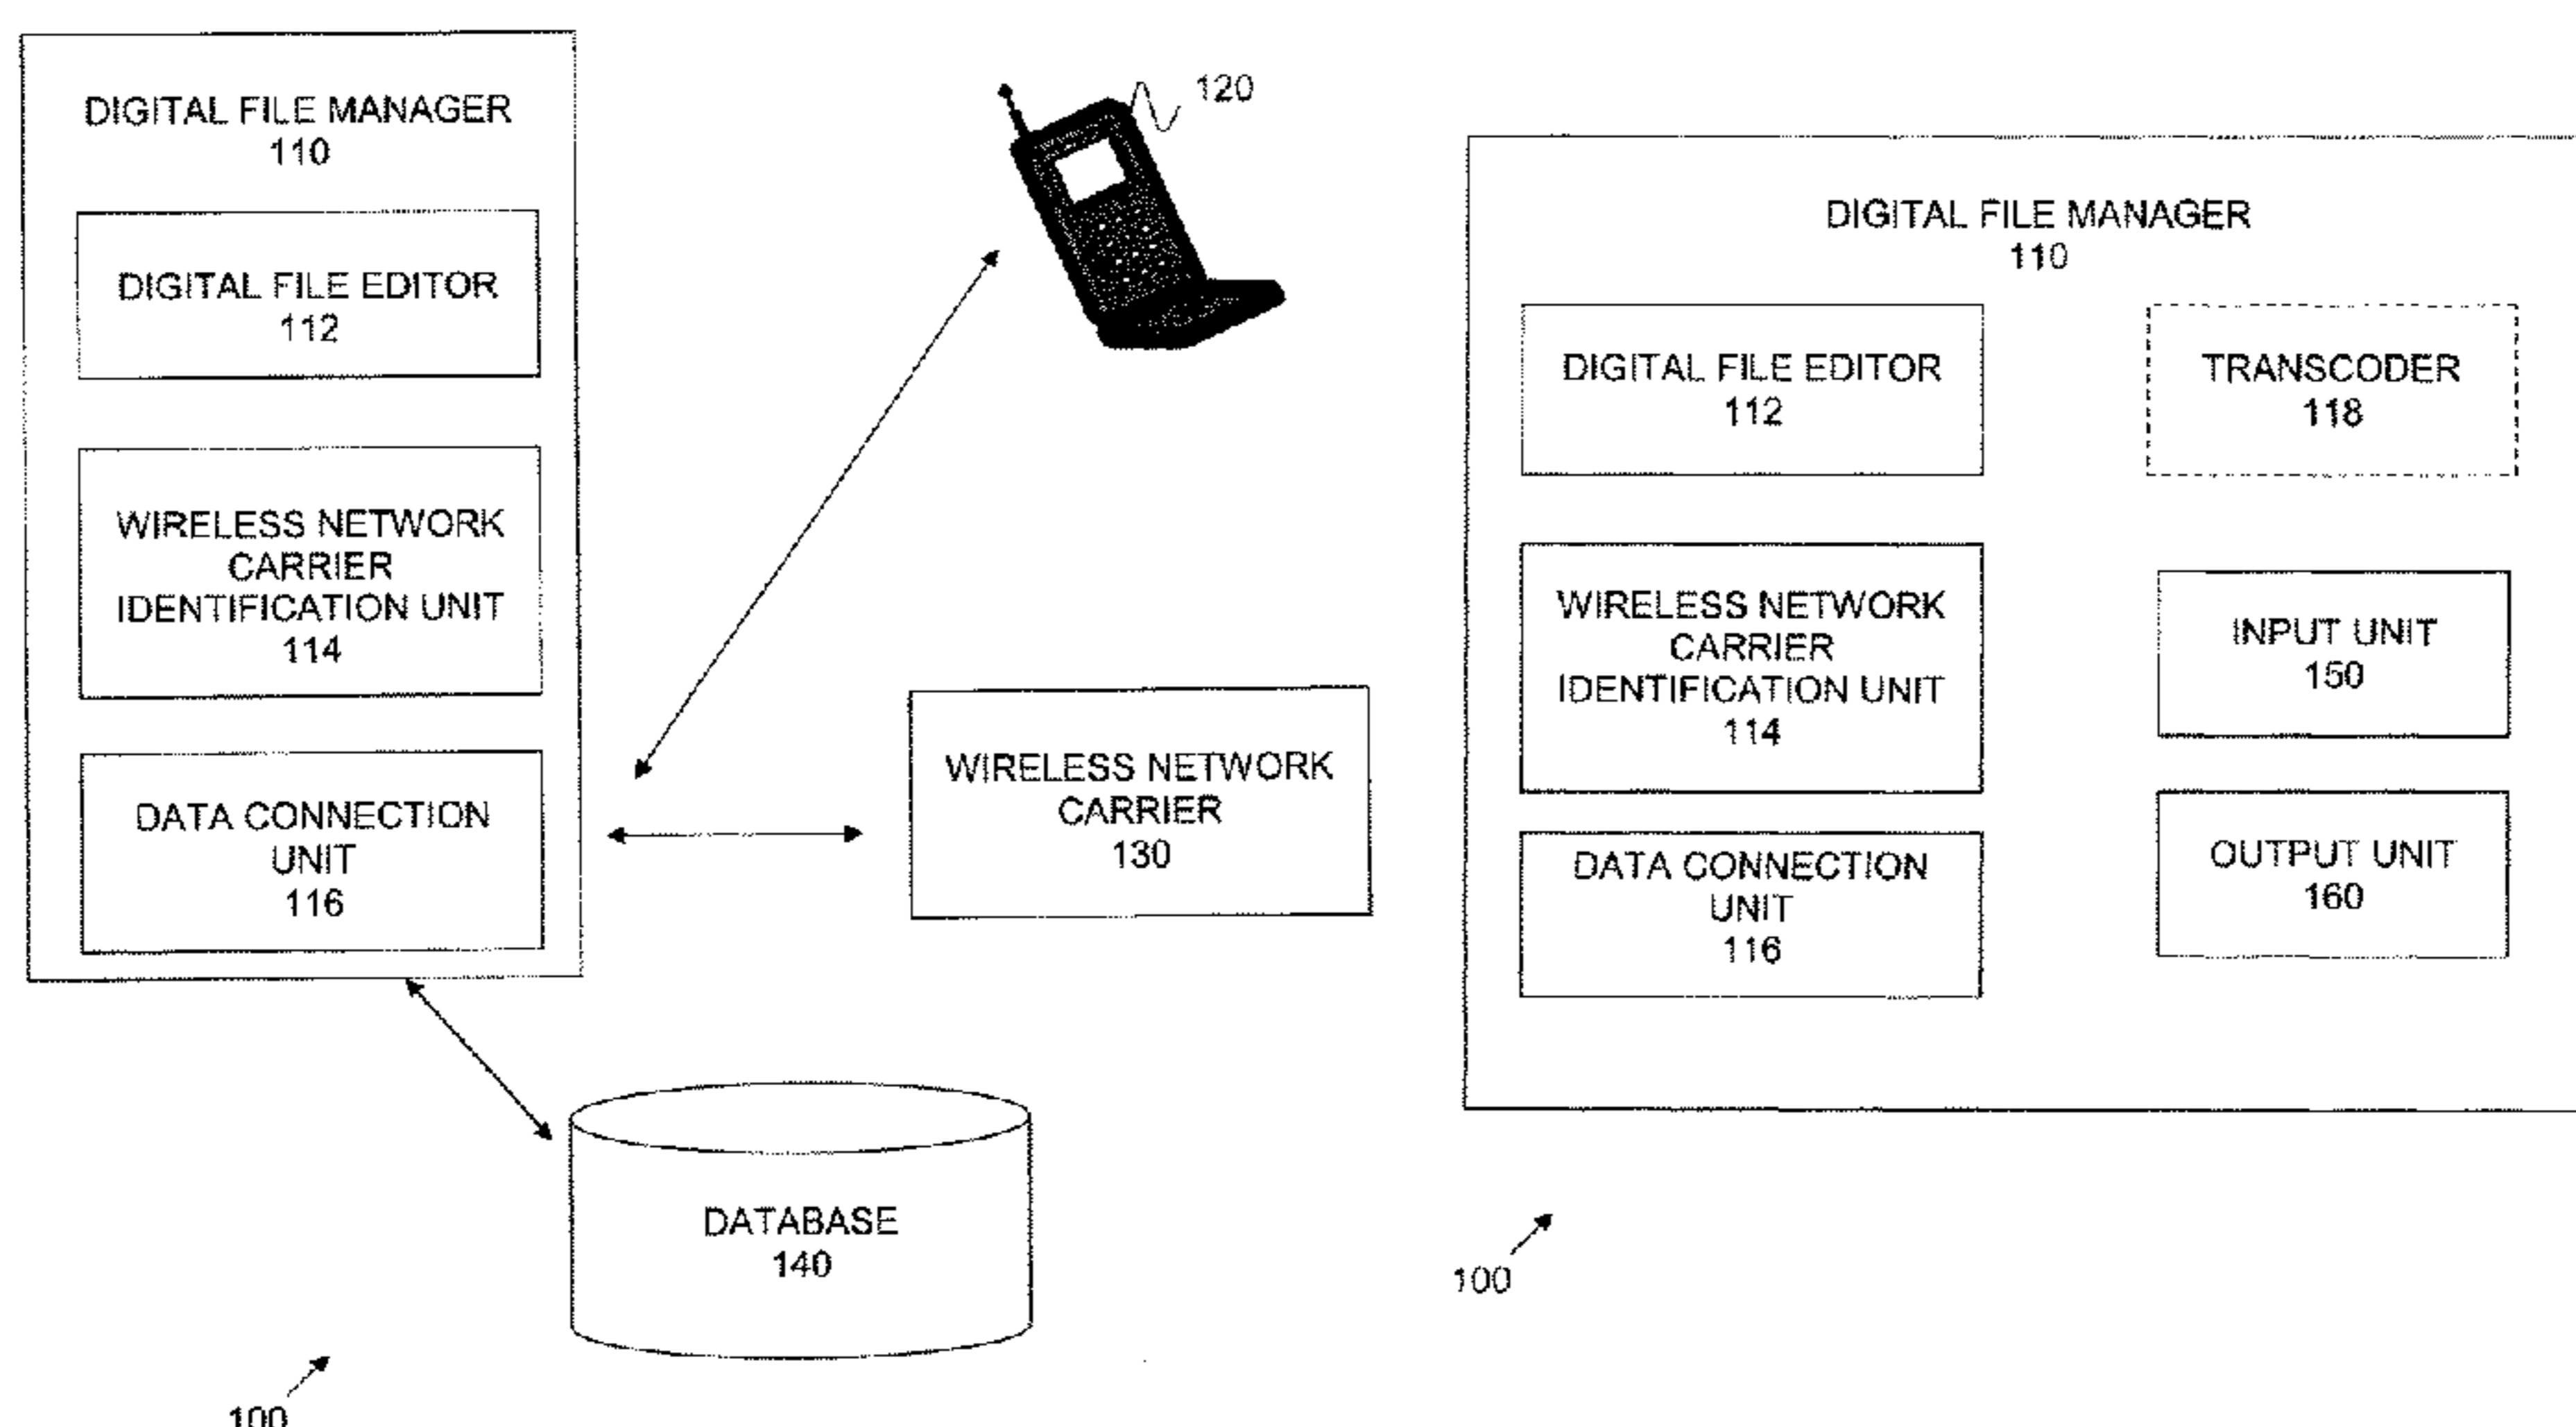 DIGITAL FILE MANAGER
110
DIGITAL FILE EDITOR
112
WIRELESS NETWORK
CARRIER
IDENTIFICATION UNIT
114
DATA CONNECTION
UNIT
116
120
WIRELESS NETWORK
CARRIER
130
DATABASE
140
100
DIGITAL FILE MANAGER
110
DIGITAL FILE EDITOR
112
TRANSCODER
118
WIRELESS NETWORK
CARRIER
IDENTIFICATION UNIT
114
INPUT UNIT
150
DATA CONNECTION
UNIT
116
OUTPUT UNIT
160
100